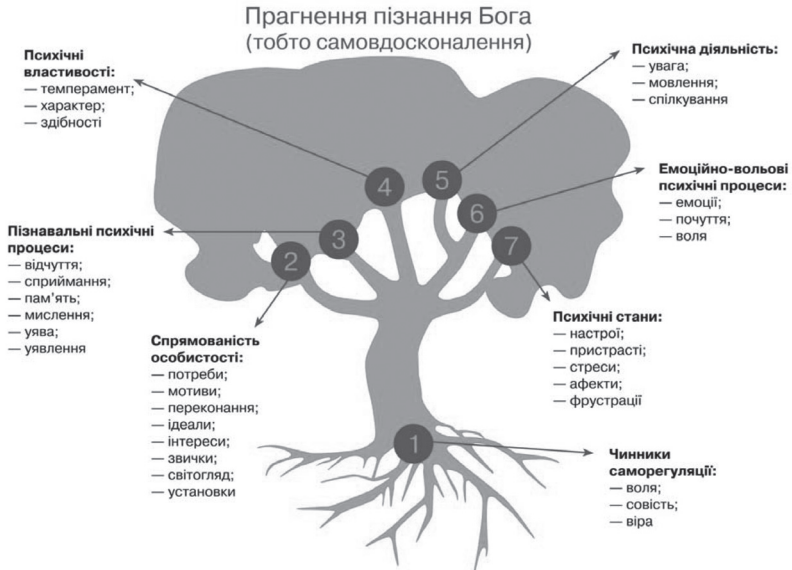 Прагнення пізнання Бога
(тобто самовдосконалення)
Психічні
властивості:
— темперамент;
— характер;
— здібності
Психічна діяльність:
— увага;
— мовлення;
— спілкування
4
5
Емоційно-вольові
психічні процеси:
— емоції;
— почуття;
— воля
6
Пізнавальні психічні
процеси:
— відчуття;
— сприймання;
— пам'ять;
— мислення;
— уява;
— уявлення
3
7
2
Спрямованість
особистості:
— потреби;
— мотиви;
— переконання;
— ідеали;
— інтереси;
— звички;
— світогляд;
— установки
Психічні стани:
— настрої;
— пристрасті;
— стреси;
— афекти;
— фрустрації
1
Чинники
саморегуляції:
— воля;
— совість;
— віра